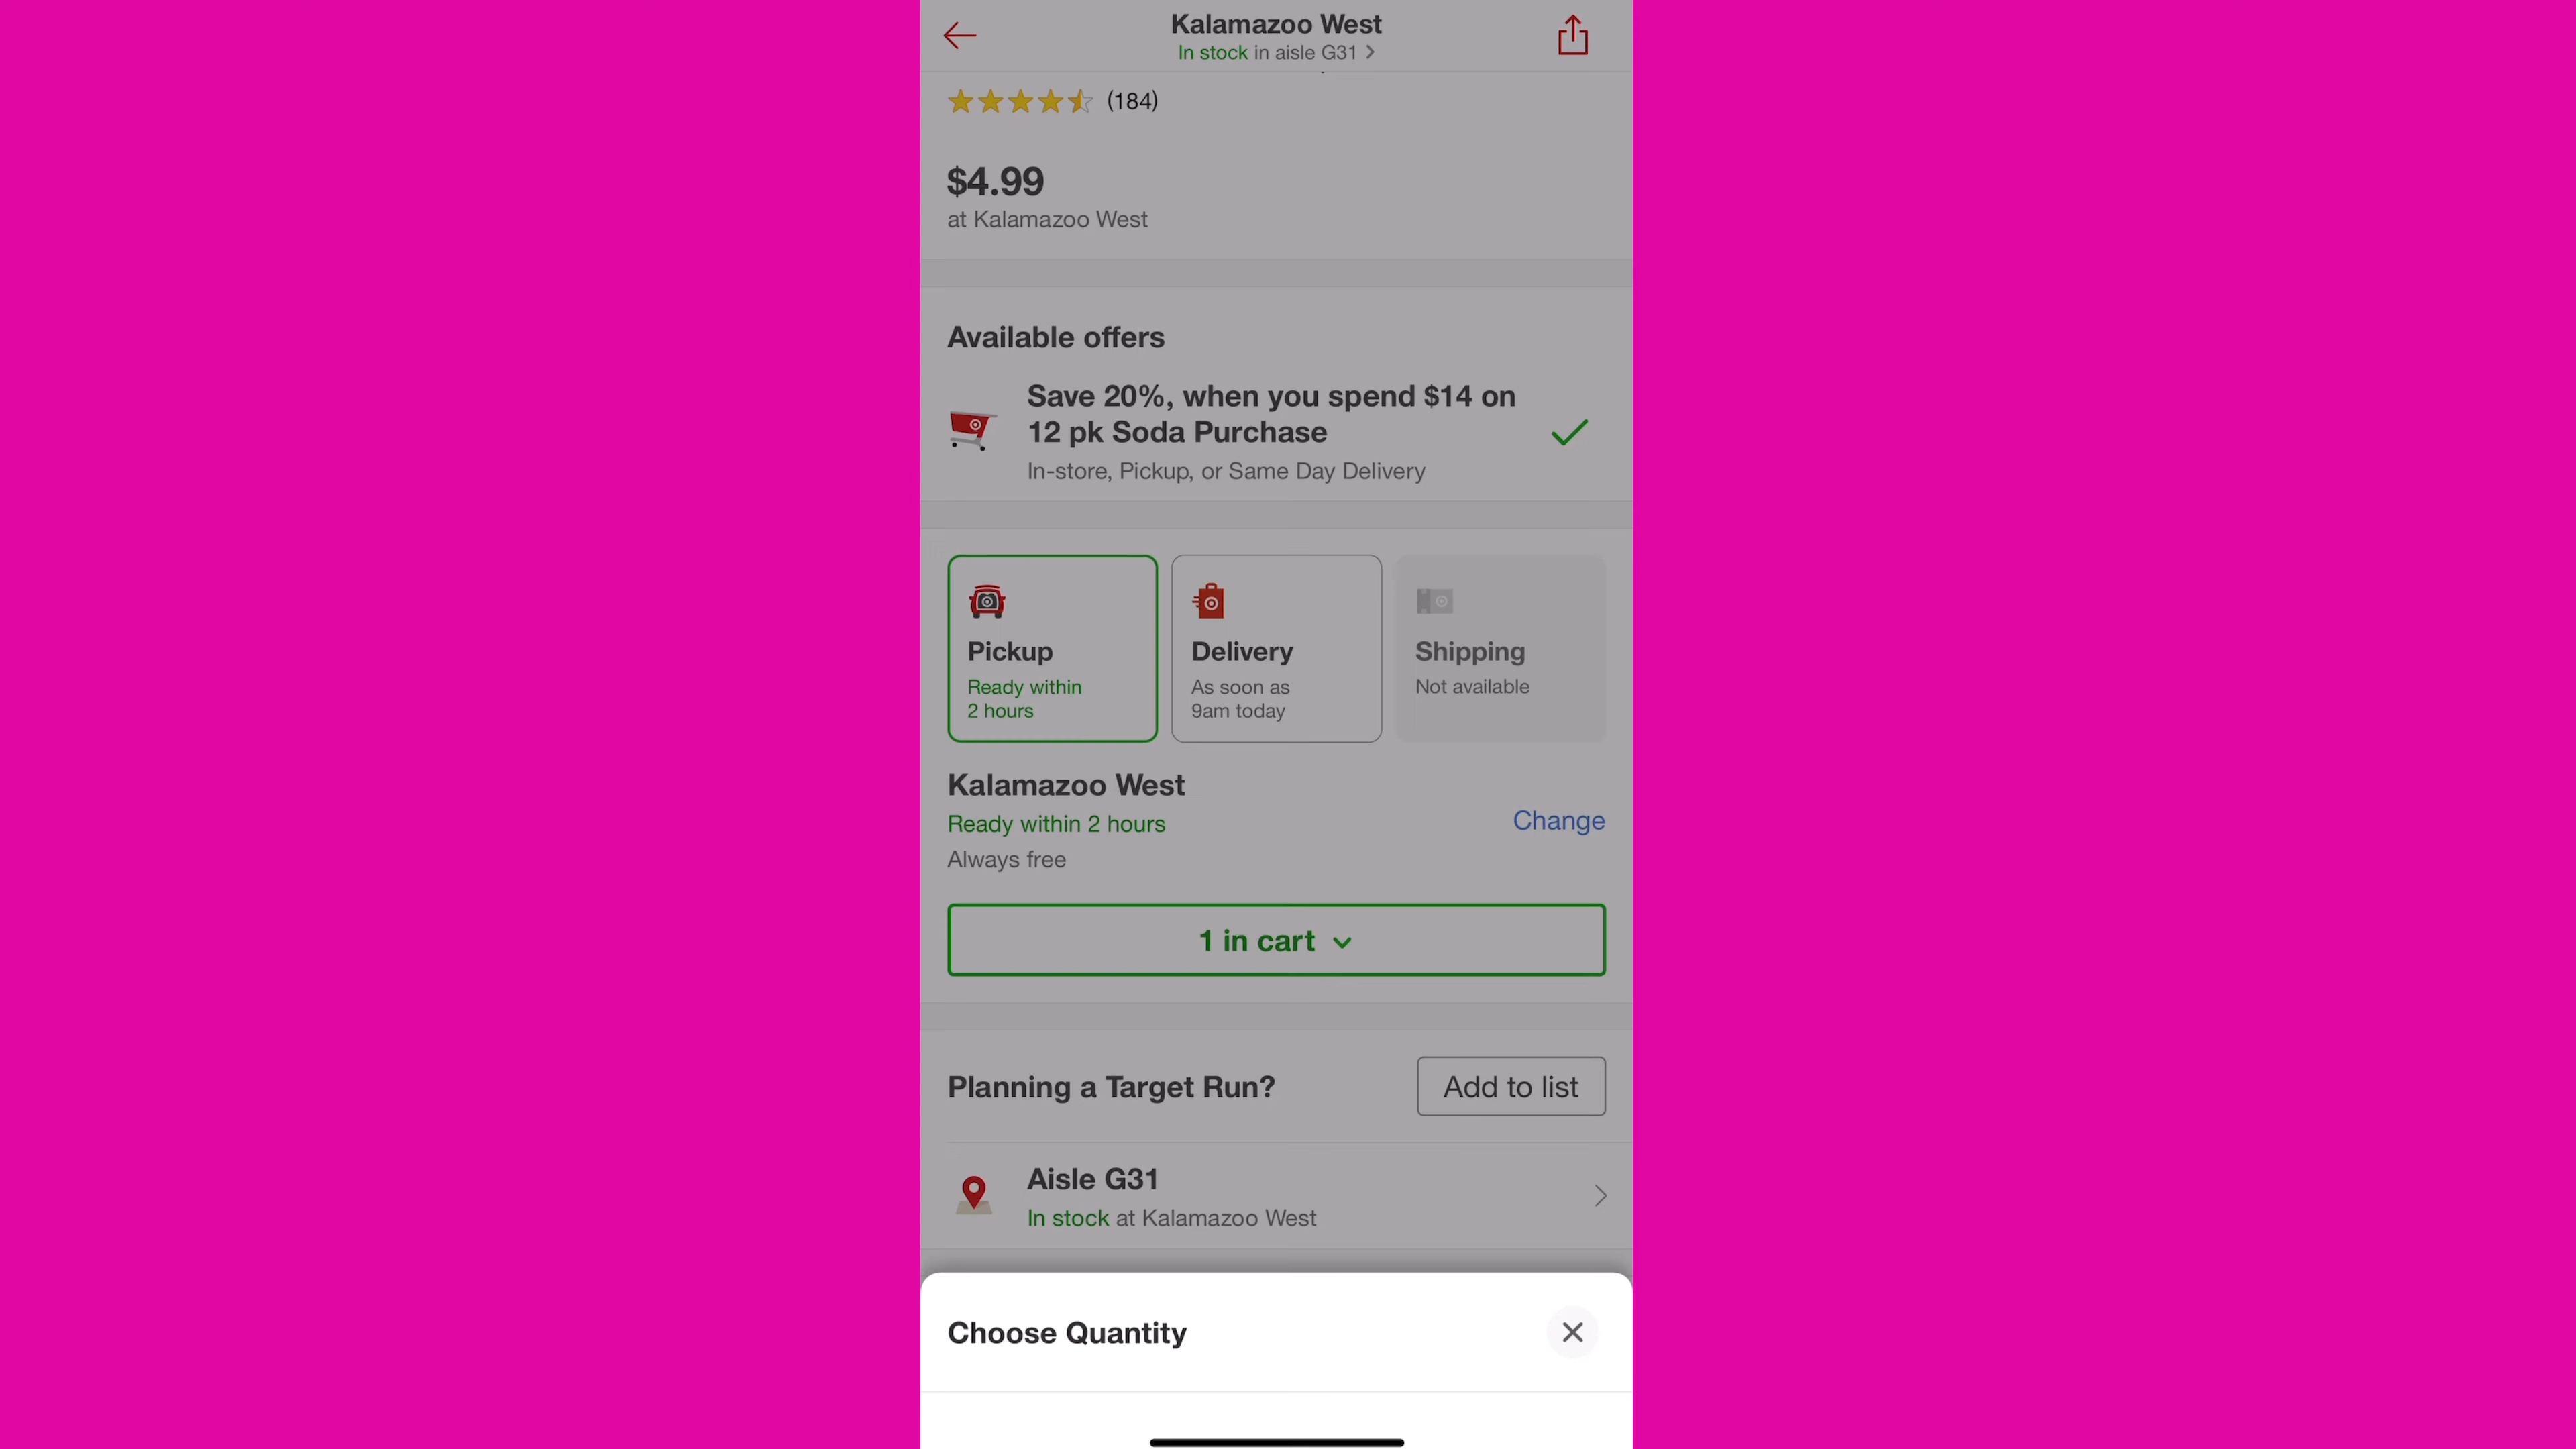 Kalamazoo West
In stock in aisle G31
(184)
$4.99
at Kalamazoo West
Available offers
Save 20%, when you spend $14 on
12 pk Soda Purchase
In-store, Pickup, or Same Day Delivery
Pickup
Ready within
2 hours
Delivery
As soon as
9am today
Shipping
Not available
Kalamazoo West
Ready within 2 hours
Always free
Change
1 in cart
Planning a Target Run?
Add to list
Aisle G31
In stock at Kalamazoo West
Choose Quantity